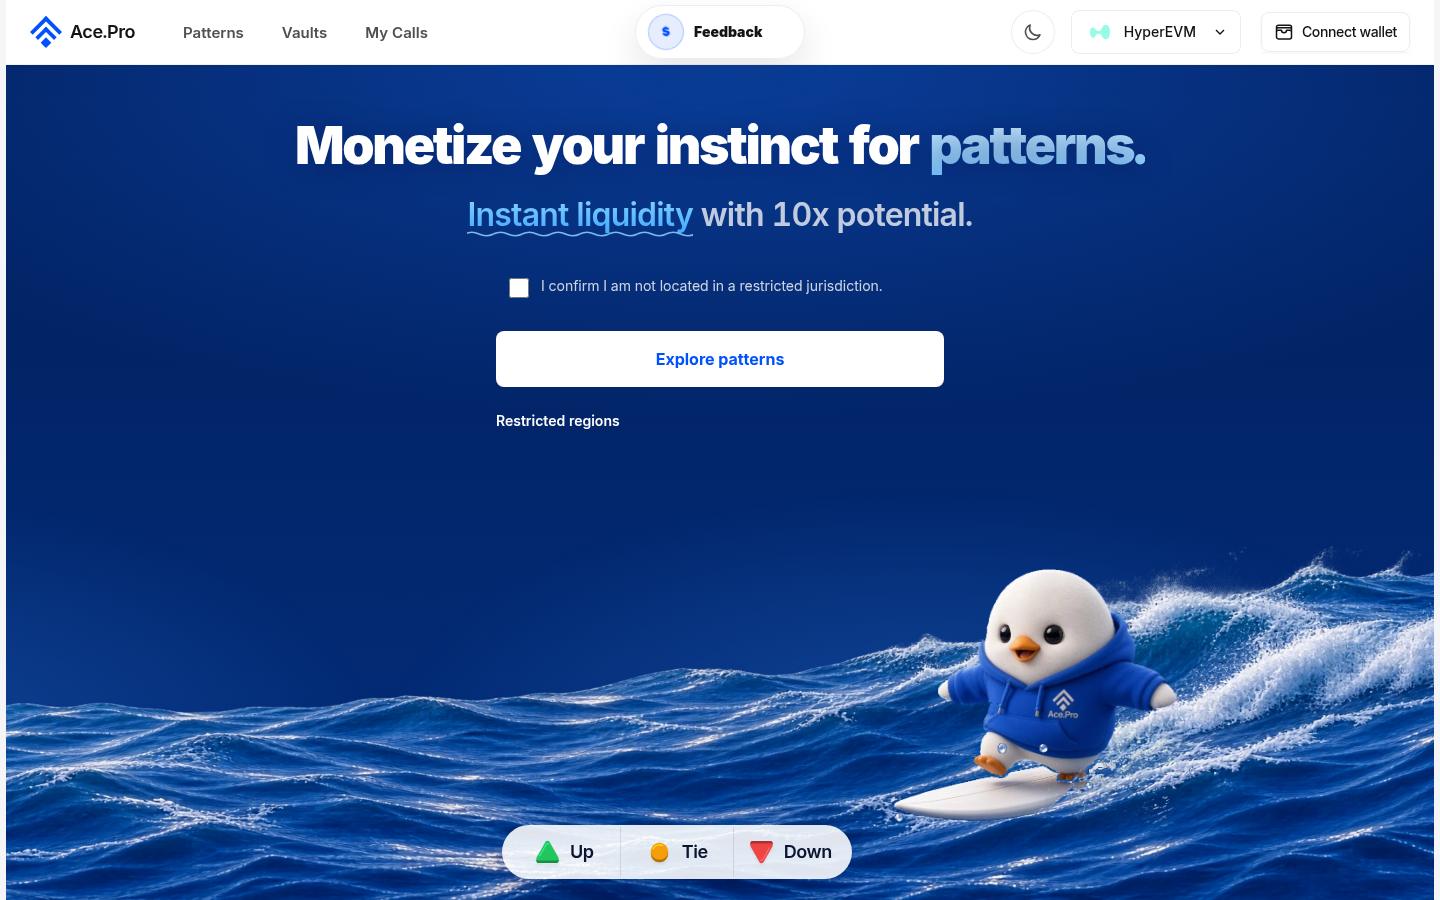 Ace.Pro
Patterns
Vaults
My Calls
$
Feedback
HyperEVM
Connect wallet
Monetize your instinct for patterns.
Instant liquidity with 10x potential.
I confirm I am not located in a restricted jurisdiction.
Explore patterns
Restricted regions
Ace.Pro
Up
Tie
Down